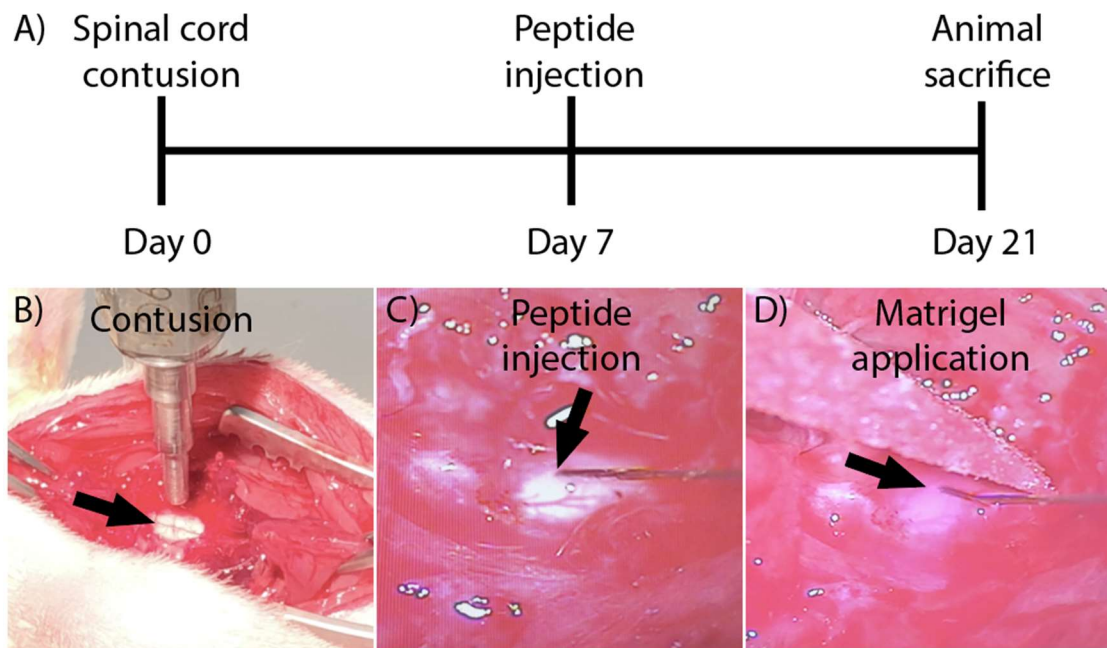 A)
Spinal cord
contusion
Peptide
injection
Animal
sacrifice
Day 0
Day 7
Day 21
B)
Contusion
C)
Peptide
injection
D)
Matrigel
application